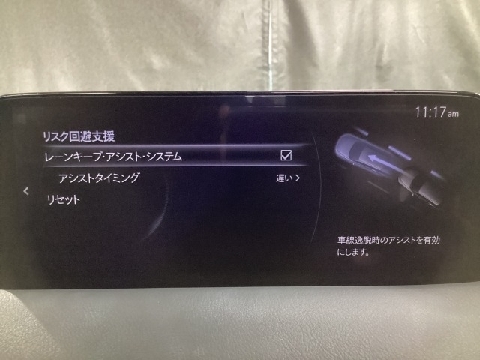 11:17am
リスク回避支援
レーンキープ・アシスト・システム
アシストタイミング 遅い
リセット
車線逸脱時のアシストを有効
にします。